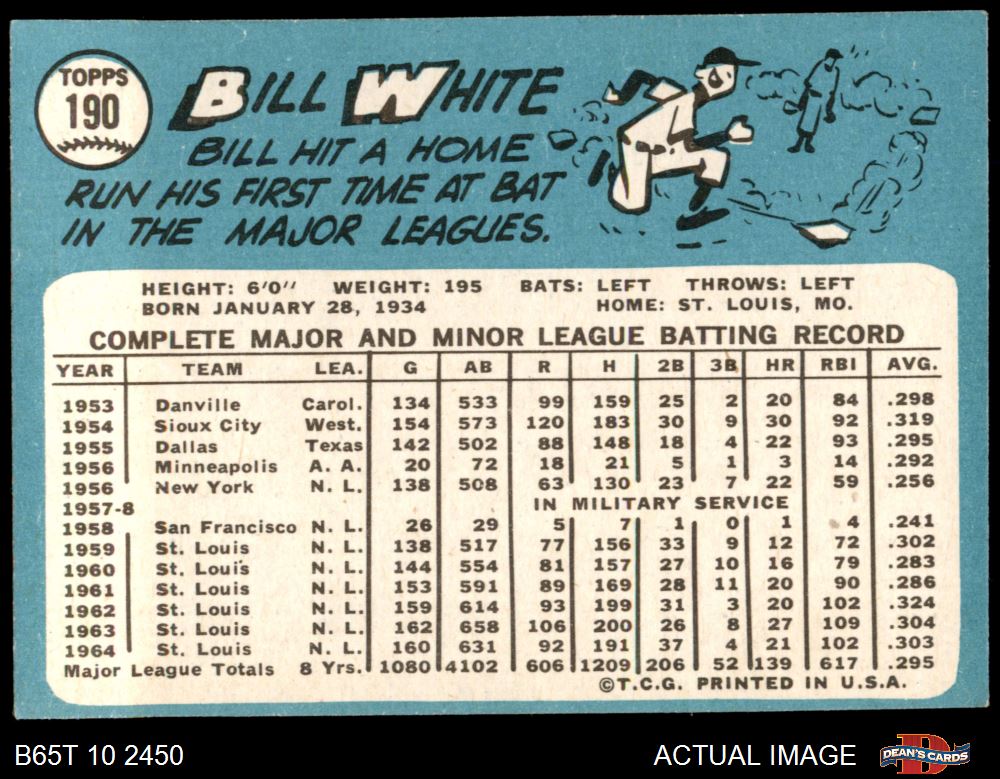 TOPPS
190
BILL WHITE
BILL HIT A HOME
RUN HIS FIRST TIME AT BAT
IN THE MAJOR LEAGUES.
HEIGHT: 6'0" WEIGHT: 195 BATS: LEFT THROWS: LEFT
BORN JANUARY 28, 1934 HOME: ST. LOUIS, MO.
COMPLETE MAJOR AND MINOR LEAGUE BATTING RECORD
YEAR TEAM LEA. G AB R H 2B 3B HR RBI AVG.
1953 Danville Carol. 134 533 99 159 25 2 20 84 .298
1954 Sioux City West. 154 573 120 183 30 9 30 92 .319
1955 Dallas Texas 142 502 88 148 18 4 22 93 .295
1956 Minneapolis A. A. 20 72 18 21 5 1 3 14 .292
1956 New York N. L. 138 508 63 130 23 7 22 59 .256
1957-8 IN MILITARY SERVICE
1958 San Francisco N. L. 26 29 5 7 1 0 1 4 .241
1959 St. Louis N. L. 138 517 77 156 33 9 12 72 .302
1960 St. Louis N. L. 144 554 81 157 27 10 16 79 .283
1961 St. Louis N. L. 153 591 89 169 28 11 20 90 .286
1962 St. Louis N. L. 159 614 93 199 31 3 20 102 .324
1963 St. Louis N. L. 162 658 106 200 26 8 27 109 .304
1964 St. Louis N. L. 160 631 92 191 37 4 21 102 .303
Major League Totals 8 Yrs. 1080 4102 606 1209 206 52 139 617 .295
©T.C.G. PRINTED IN U.S.A.
B65T 10 2450 ACTUAL IMAGE DEAN'S CARDS